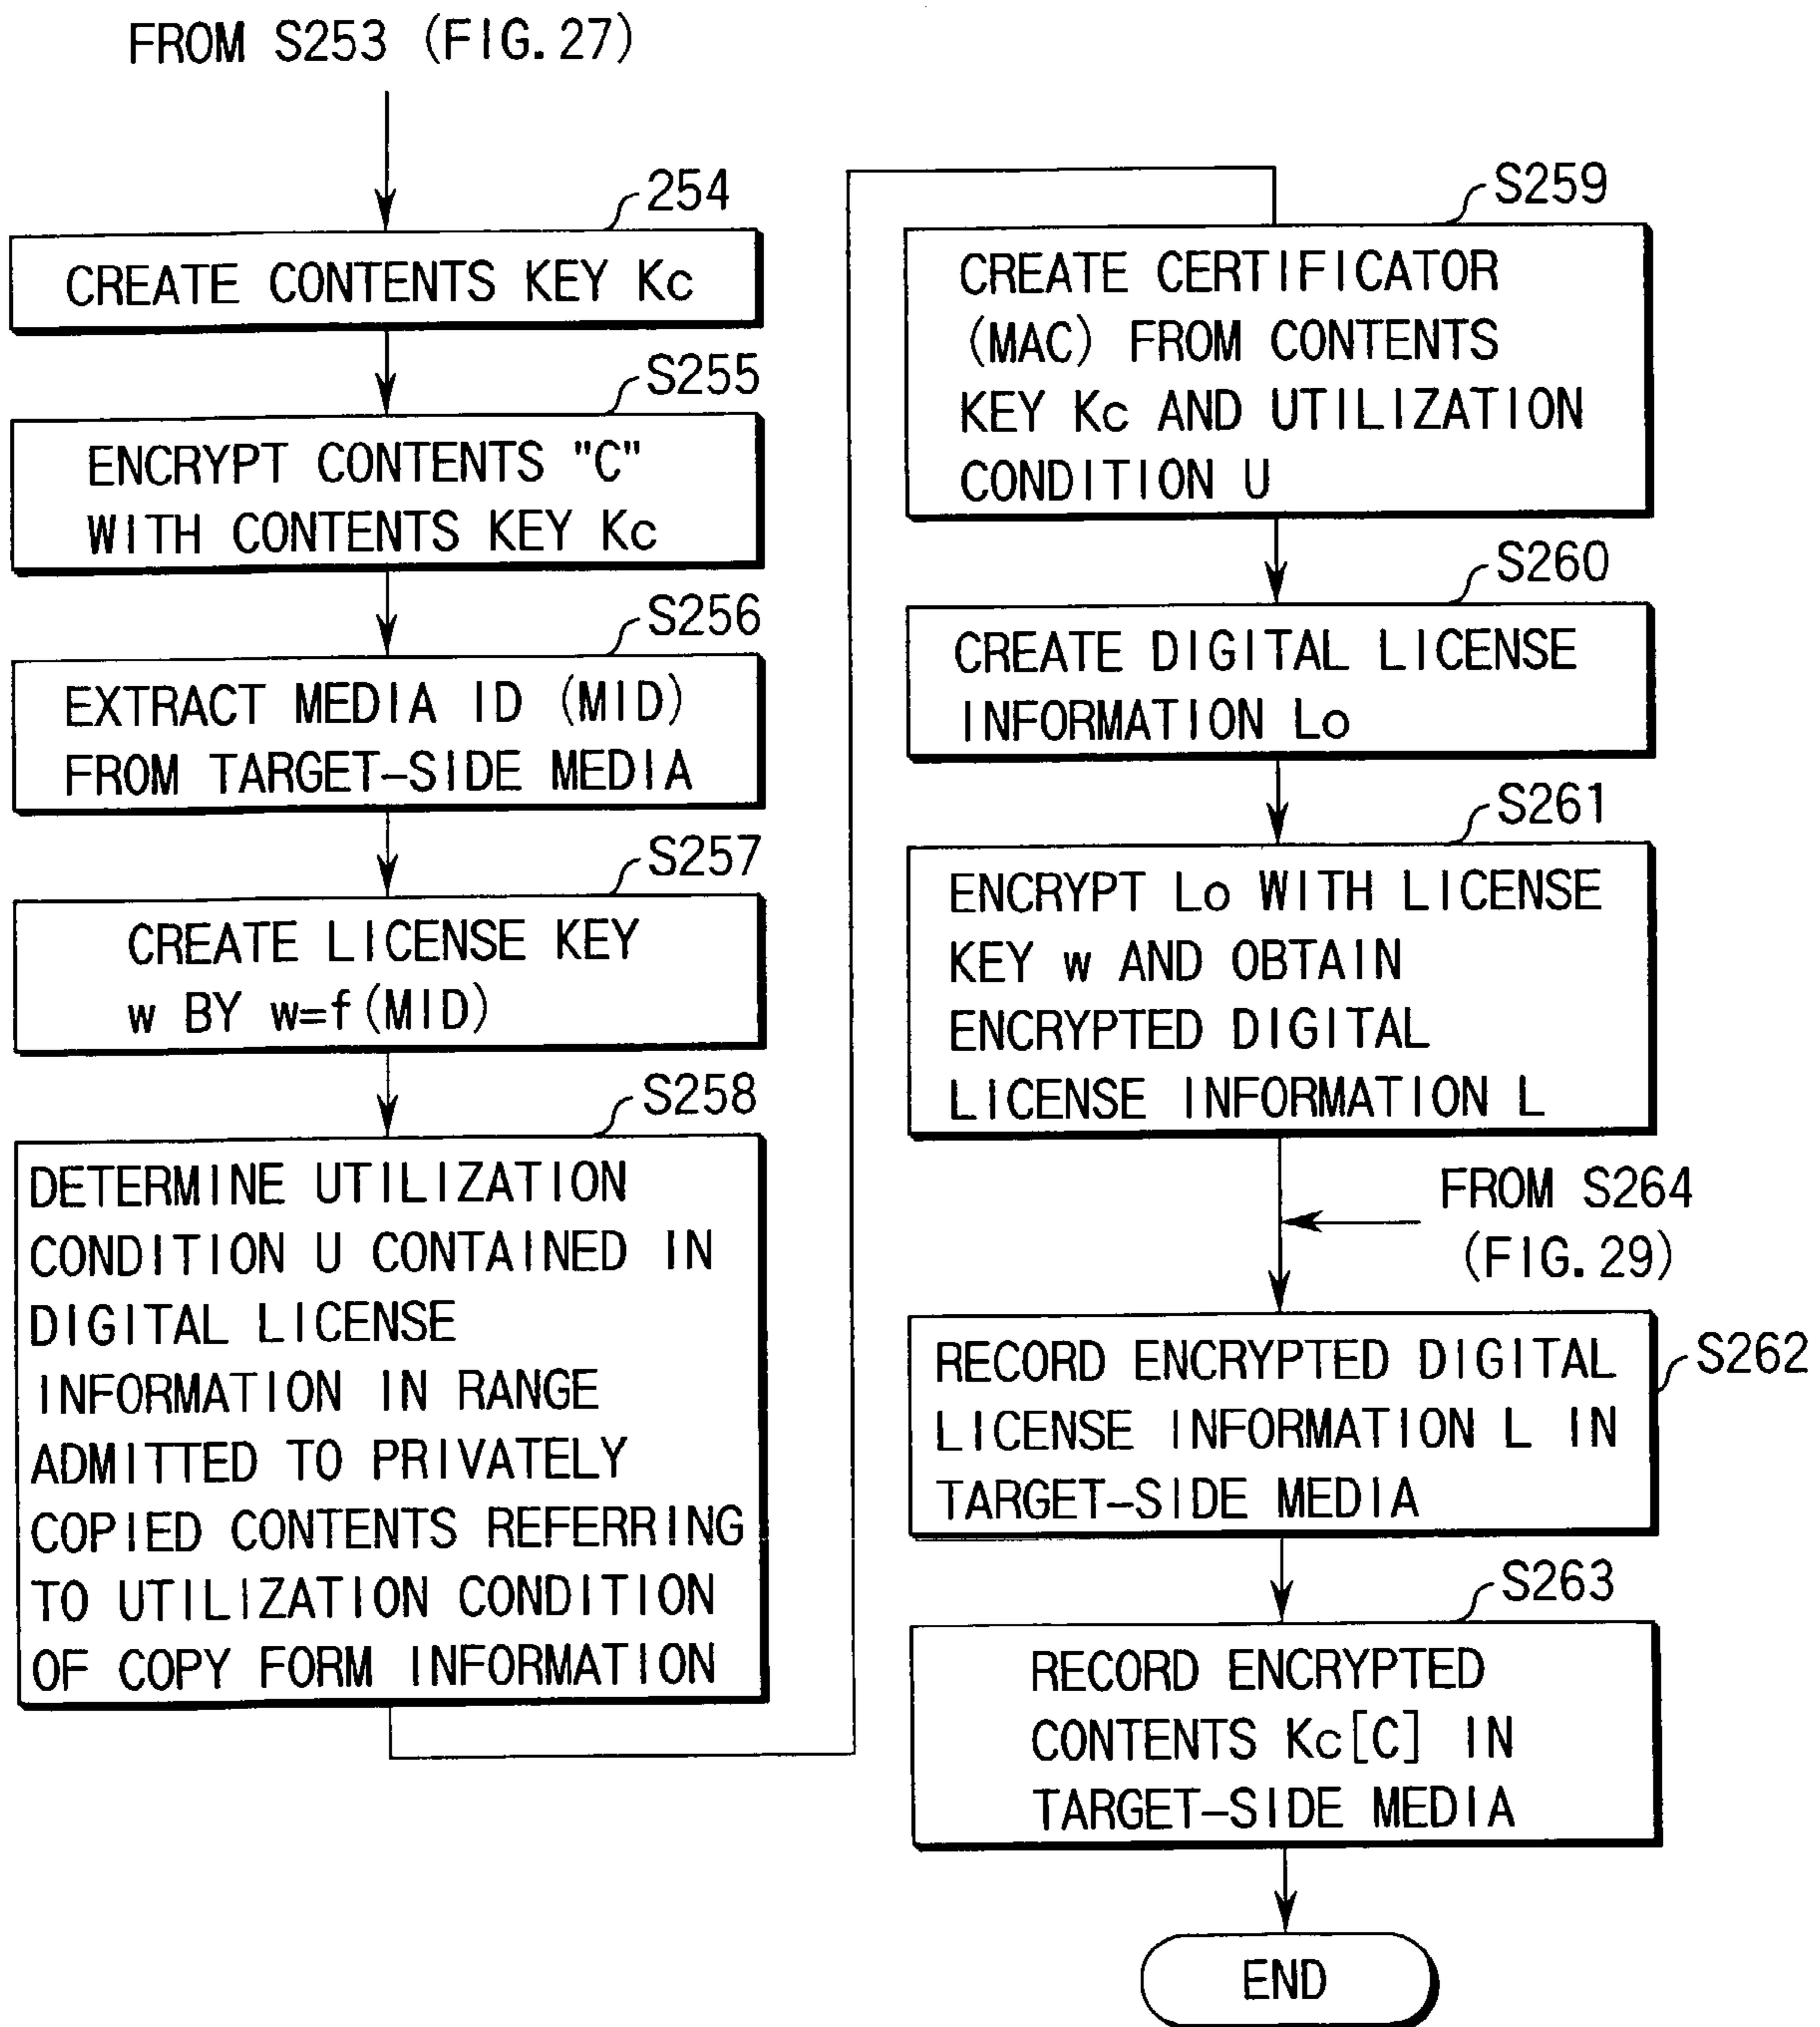 FROM S253 (FIG. 27)
254
CREATE CONTENTS KEY Kc
S255
ENCRYPT CONTENTS "C"
WITH CONTENTS KEY Kc
S256
EXTRACT MEDIA ID (MID)
FROM TARGET-SIDE MEDIA
S257
CREATE LICENSE KEY
w BY w=f(MID)
S258
DETERMINE UTILIZATION
CONDITION U CONTAINED IN
DIGITAL LICENSE
INFORMATION IN RANGE
ADMITTED TO PRIVATELY
COPIED CONTENTS REFERRING
TO UTILIZATION CONDITION
OF COPY FORM INFORMATION
S259
CREATE CERTIFICATOR
(MAC) FROM CONTENTS
KEY Kc AND UTILIZATION
CONDITION U
S260
CREATE DIGITAL LICENSE
INFORMATION Lo
S261
ENCRYPT Lo WITH LICENSE
KEY w AND OBTAIN
ENCRYPTED DIGITAL
LICENSE INFORMATION L
FROM S264
(FIG. 29)
S262
RECORD ENCRYPTED DIGITAL
LICENSE INFORMATION L IN
TARGET-SIDE MEDIA
S263
RECORD ENCRYPTED
CONTENTS Kc[C] IN
TARGET-SIDE MEDIA
END